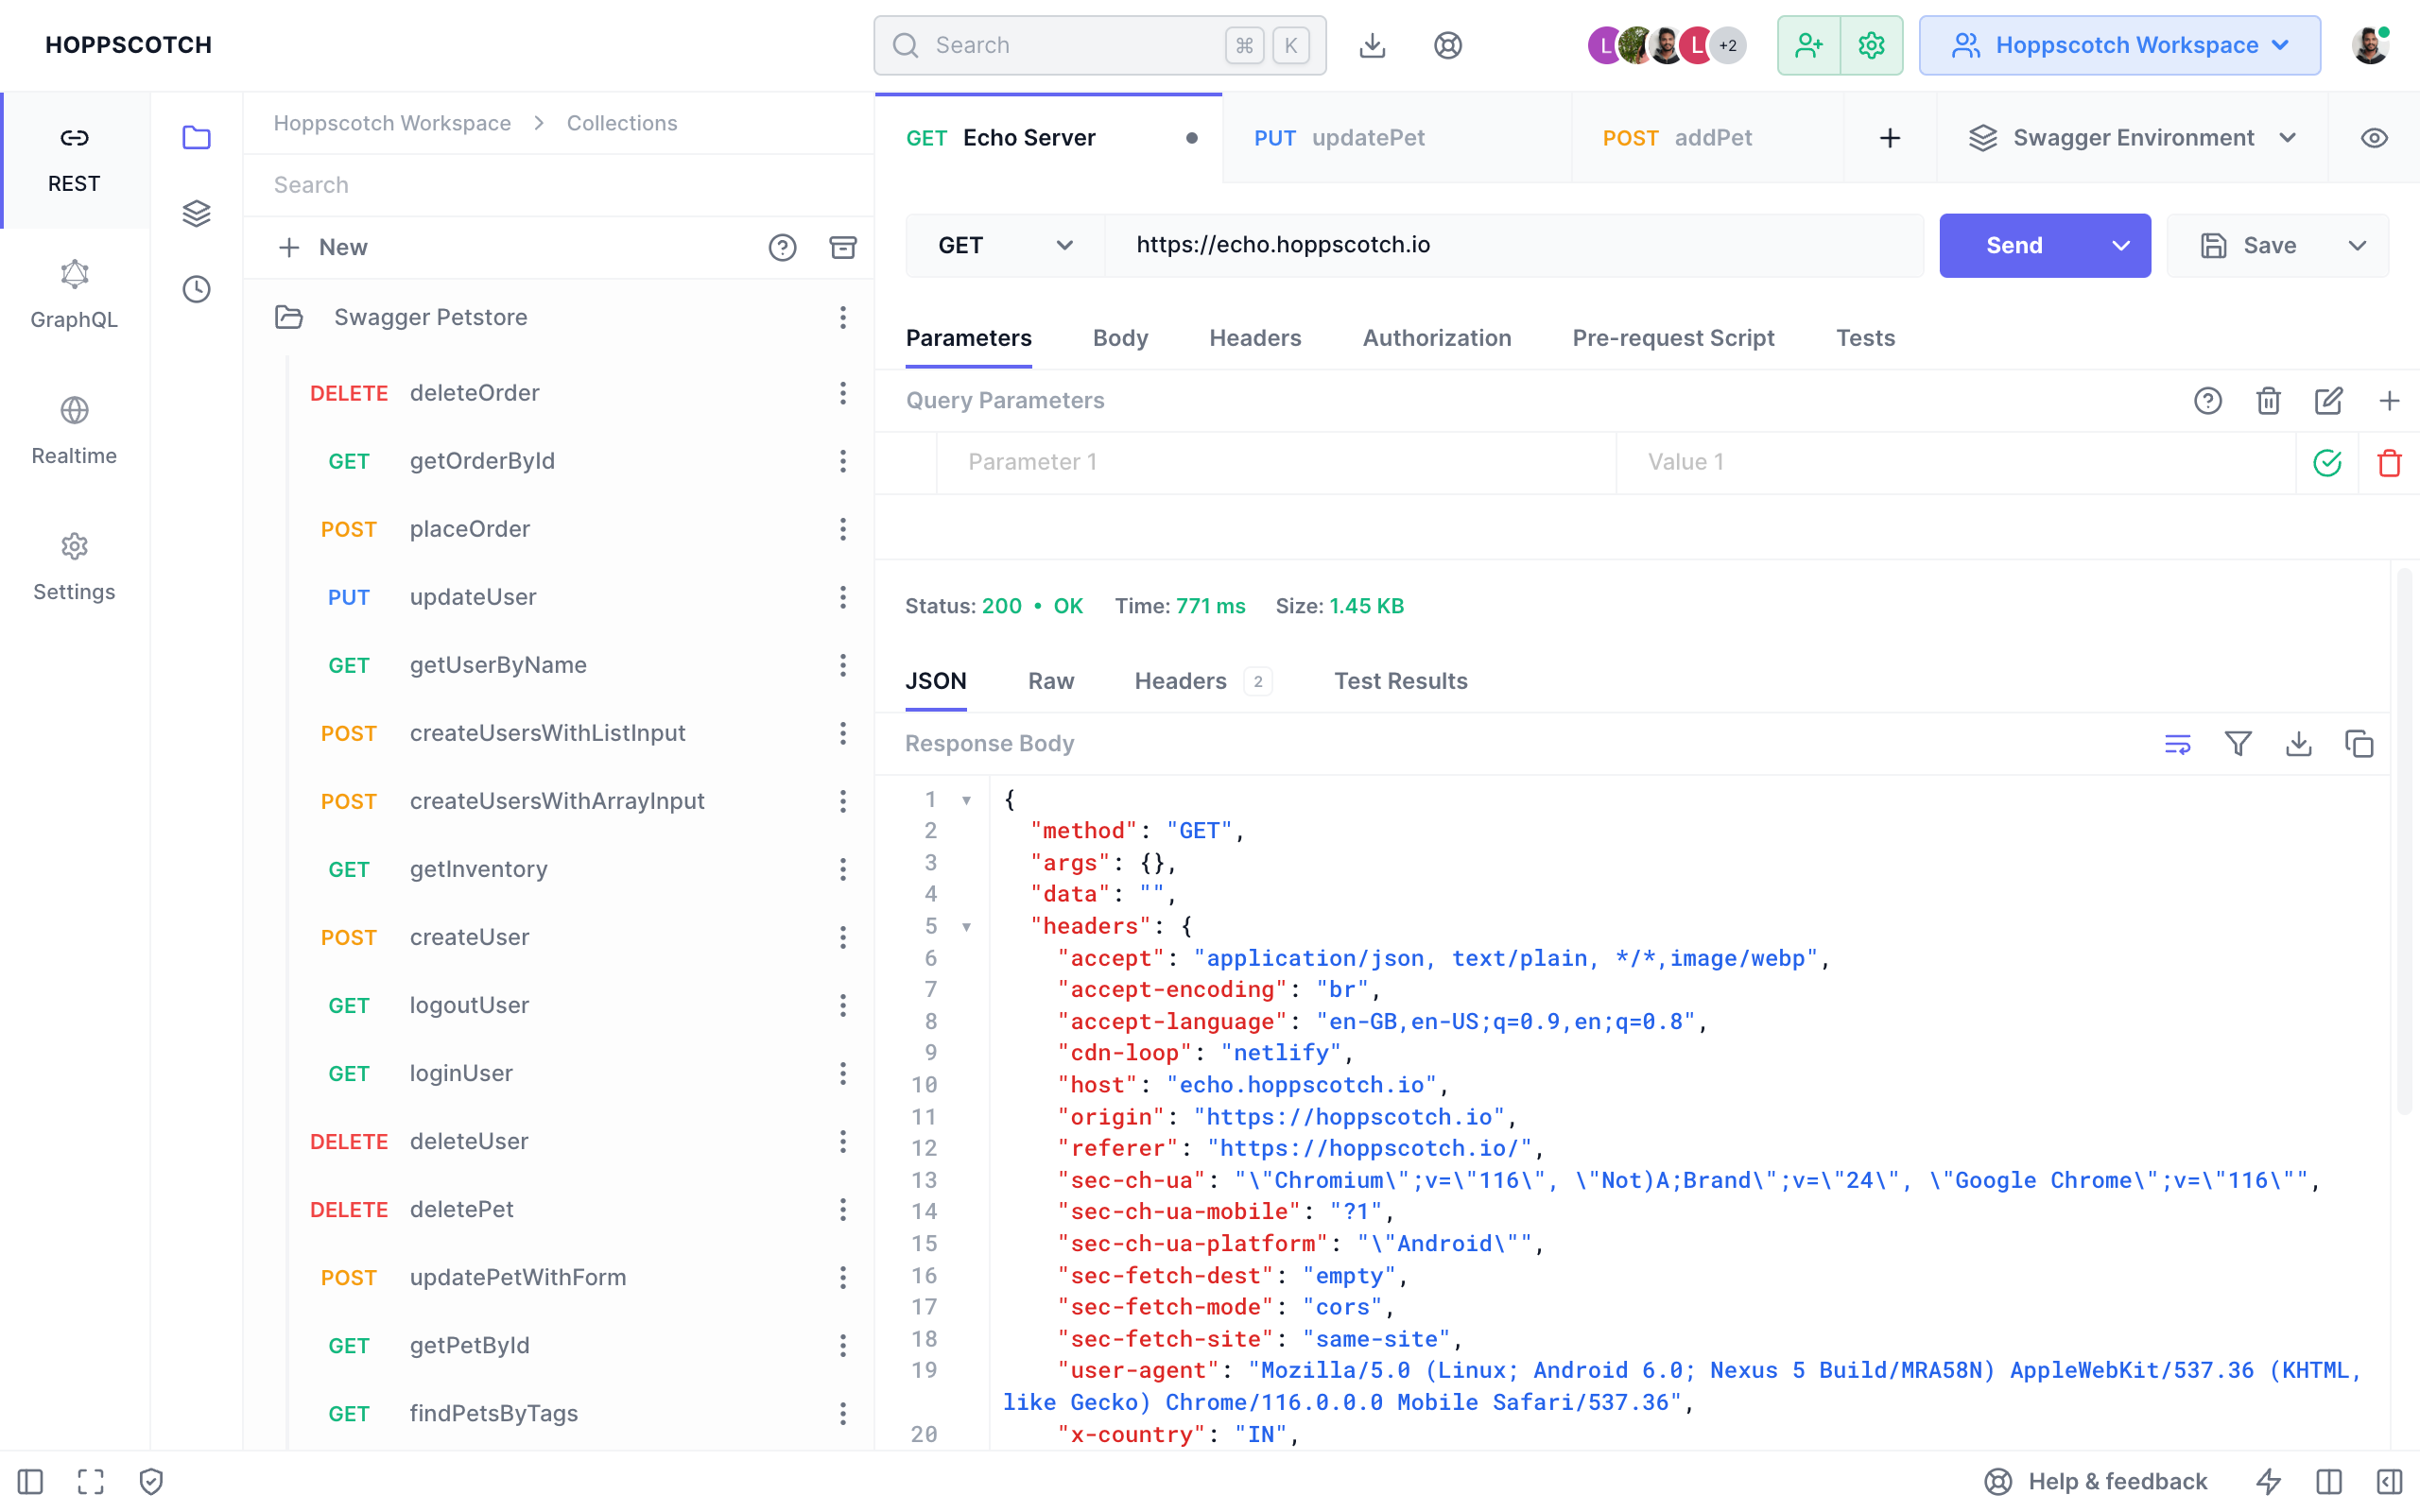 HOPPSCOTCH
Search ⌘ K
L L +2
Hoppscotch Workspace
REST
GraphQL
Realtime
Settings
Hoppscotch Workspace > Collections
Search
New
Swagger Petstore
DELETE deleteOrder
GET getOrderById
POST placeOrder
PUT updateUser
GET getUserByName
POST createUsersWithListInput
POST createUsersWithArrayInput
GET getInventory
POST createUser
GET logoutUser
GET loginUser
DELETE deleteUser
DELETE deletePet
POST updatePetWithForm
GET getPetById
GET findPetsByTags
GET Echo Server
PUT updatePet
POST addPet
Swagger Environment
GET https://echo.hoppscotch.io
Send
Save
Parameters Body Headers Authorization Pre-request Script Tests
Query Parameters
Parameter 1 Value 1
Status: 200 • OK Time: 771 ms Size: 1.45 KB
JSON Raw Headers 2 Test Results
Response Body
1 {
2 "method": "GET",
3 "args": {},
4 "data": "",
5 "headers": {
6 "accept": "application/json, text/plain, */*,image/webp",
7 "accept-encoding": "br",
8 "accept-language": "en-GB,en-US;q=0.9,en;q=0.8",
9 "cdn-loop": "netlify",
10 "host": "echo.hoppscotch.io",
11 "origin": "https://hoppscotch.io",
12 "referer": "https://hoppscotch.io/",
13 "sec-ch-ua": "\"Chromium\";v=\"116\", \"Not)A;Brand\";v=\"24\", \"Google Chrome\";v=\"116\"",
14 "sec-ch-ua-mobile": "?1",
15 "sec-ch-ua-platform": "\"Android\"",
16 "sec-fetch-dest": "empty",
17 "sec-fetch-mode": "cors",
18 "sec-fetch-site": "same-site",
19 "user-agent": "Mozilla/5.0 (Linux; Android 6.0; Nexus 5 Build/MRA58N) AppleWebKit/537.36 (KHTML,
like Gecko) Chrome/116.0.0.0 Mobile Safari/537.36",
20 "x-country": "IN",
Help & feedback